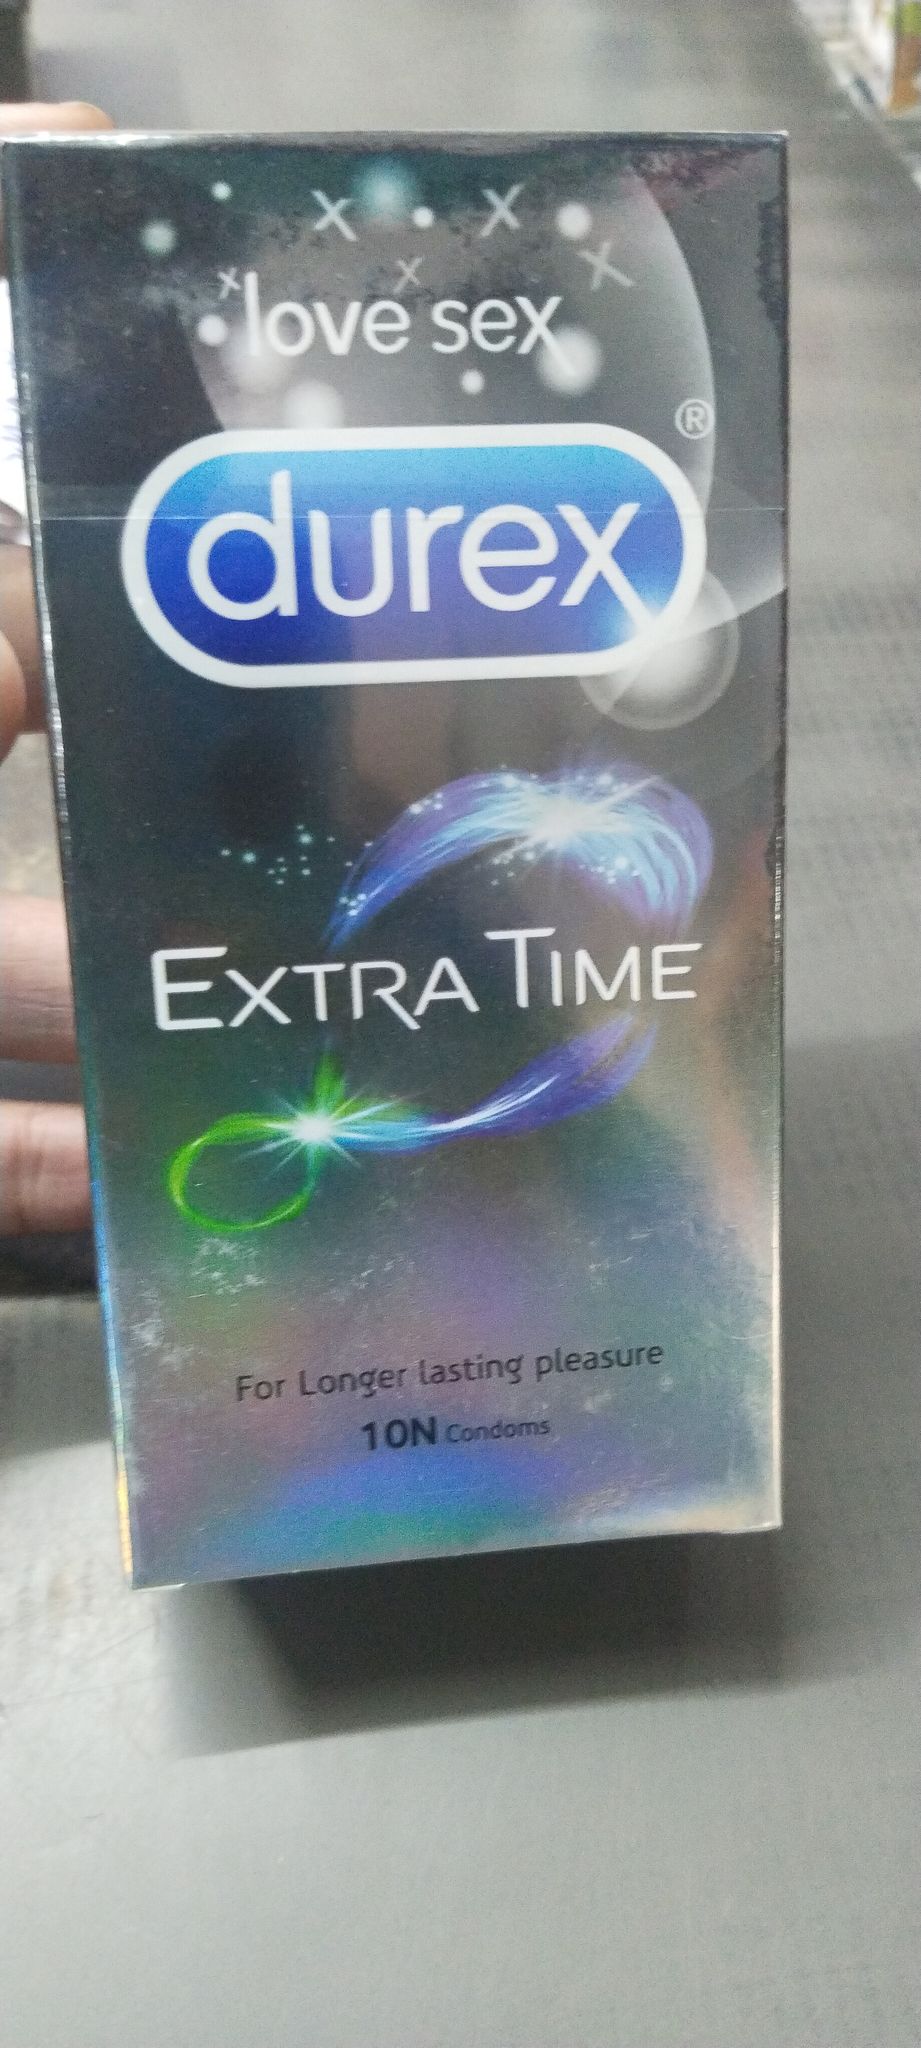 love sex
durex®
EXTRA TIME
For Longer lasting pleasure
10N Condoms